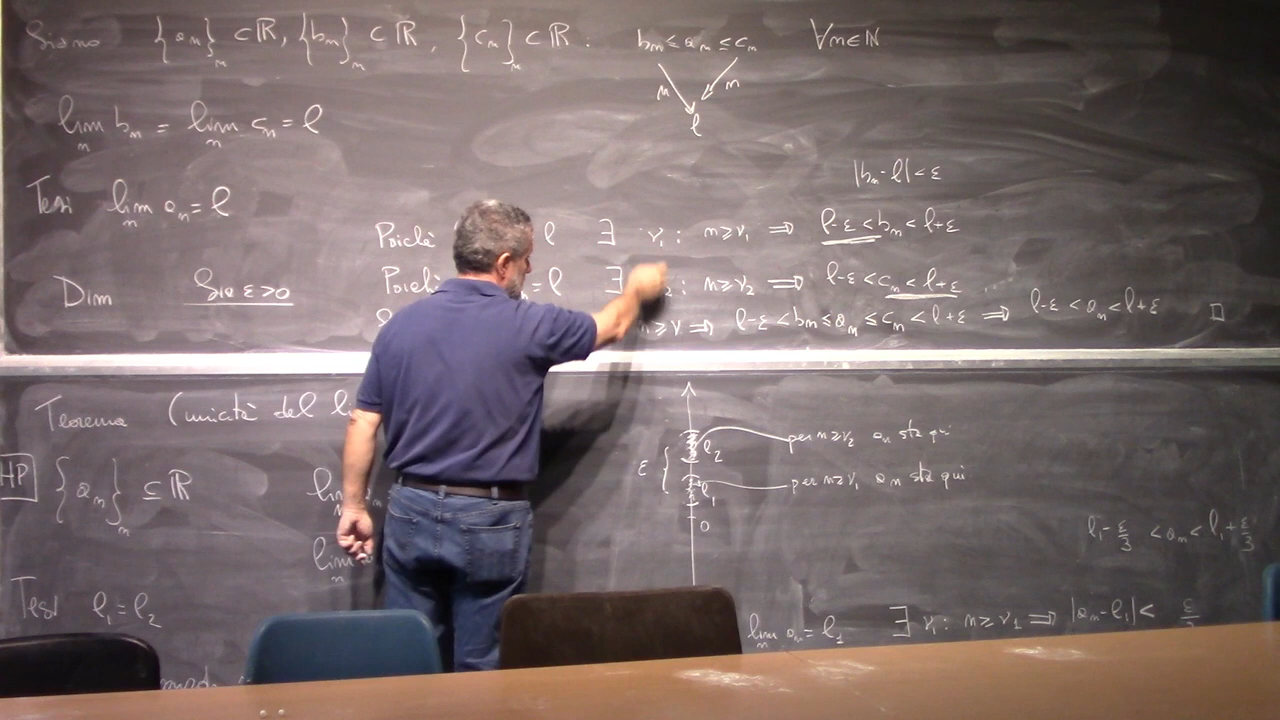 Siano {aₙ}ₙ ⊂ ℝ, {bₙ}ₙ ⊂ ℝ, {cₙ}ₙ ⊂ ℝ : bₙ ≤ aₙ ≤ cₙ ∀n∈ℕ
n n
ℓ
lim bₙ = lim cₙ = ℓ
n n
|bₙ-ℓ|<ε
Tesi lim aₙ = ℓ
n
Poichè ℓ ∃ ν₁: n≥ν₁ ⇒ ℓ-ε<bₙ<ℓ+ε
Dim Sia ε>0
Poichè =ℓ ∃ n≥ν₂ ⇒ ℓ-ε<cₙ<ℓ+ε
n≥ν ⇒ ℓ-ε<bₙ≤aₙ≤cₙ<ℓ+ε ⇒ ℓ-ε<aₙ<ℓ+ε □
Teorema (unicità del
HP {aₙ}ₙ ⊆ ℝ lim
lim
n
Tesi ℓ₁=ℓ₂
ε
ℓ₂ per n≥ν₂ aₙ sta qui
ℓ₁ per n≥ν₁ aₙ sta qui
0
ℓ₁-ε/3 <aₙ< ℓ₁+ε/3
lim aₙ=ℓ₁ ∃ ν₁: n≥ν₁ ⇒ |aₙ-ℓ₁|< ε/3
n